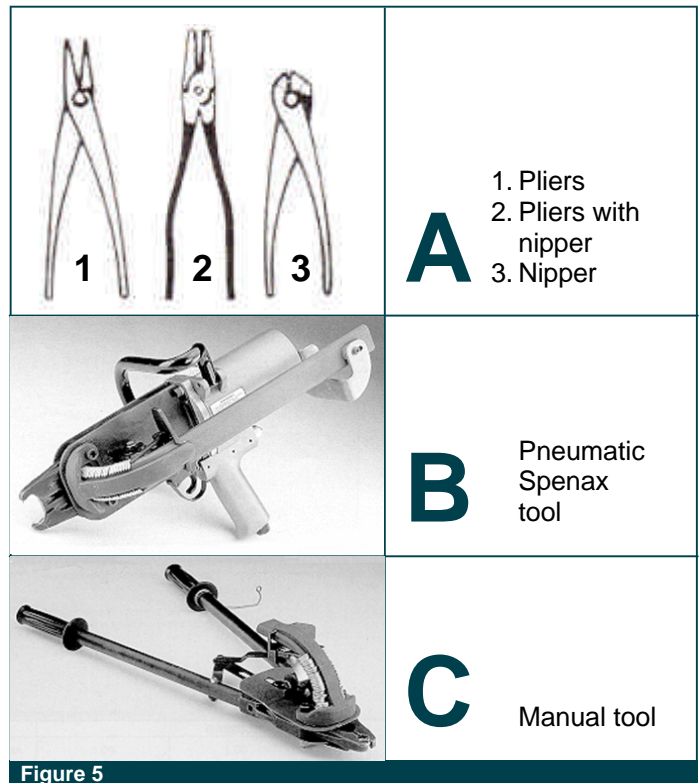 1 2 3
A
1. Pliers
2. Pliers with
nipper
3. Nipper
B
Pneumatic
Spenax
tool
C
Manual tool
Figure 5